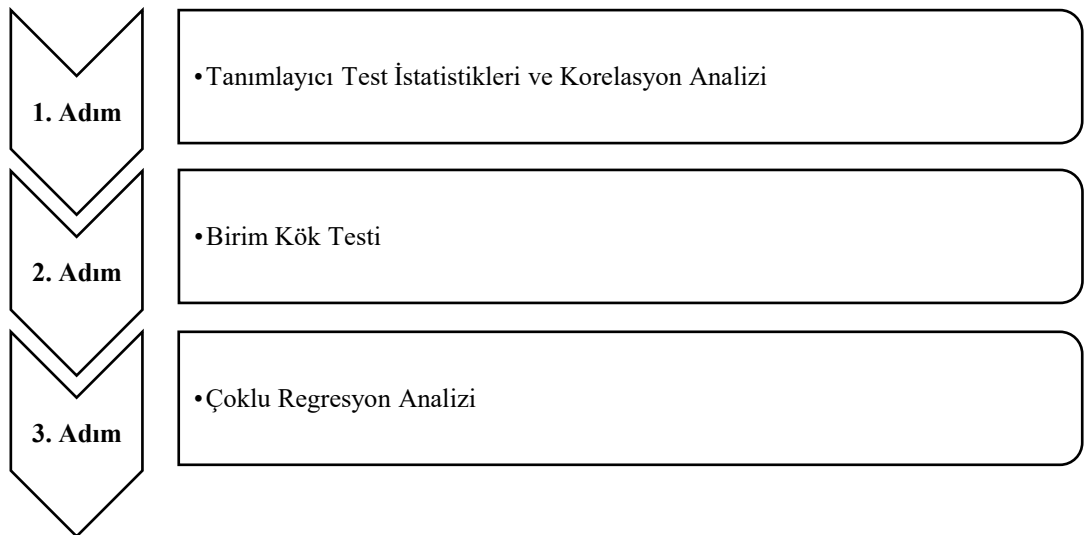 1. Adım
•Tanımlayıcı Test İstatistikleri ve Korelasyon Analizi
2. Adım
•Birim Kök Testi
3. Adım
•Çoklu Regresyon Analizi